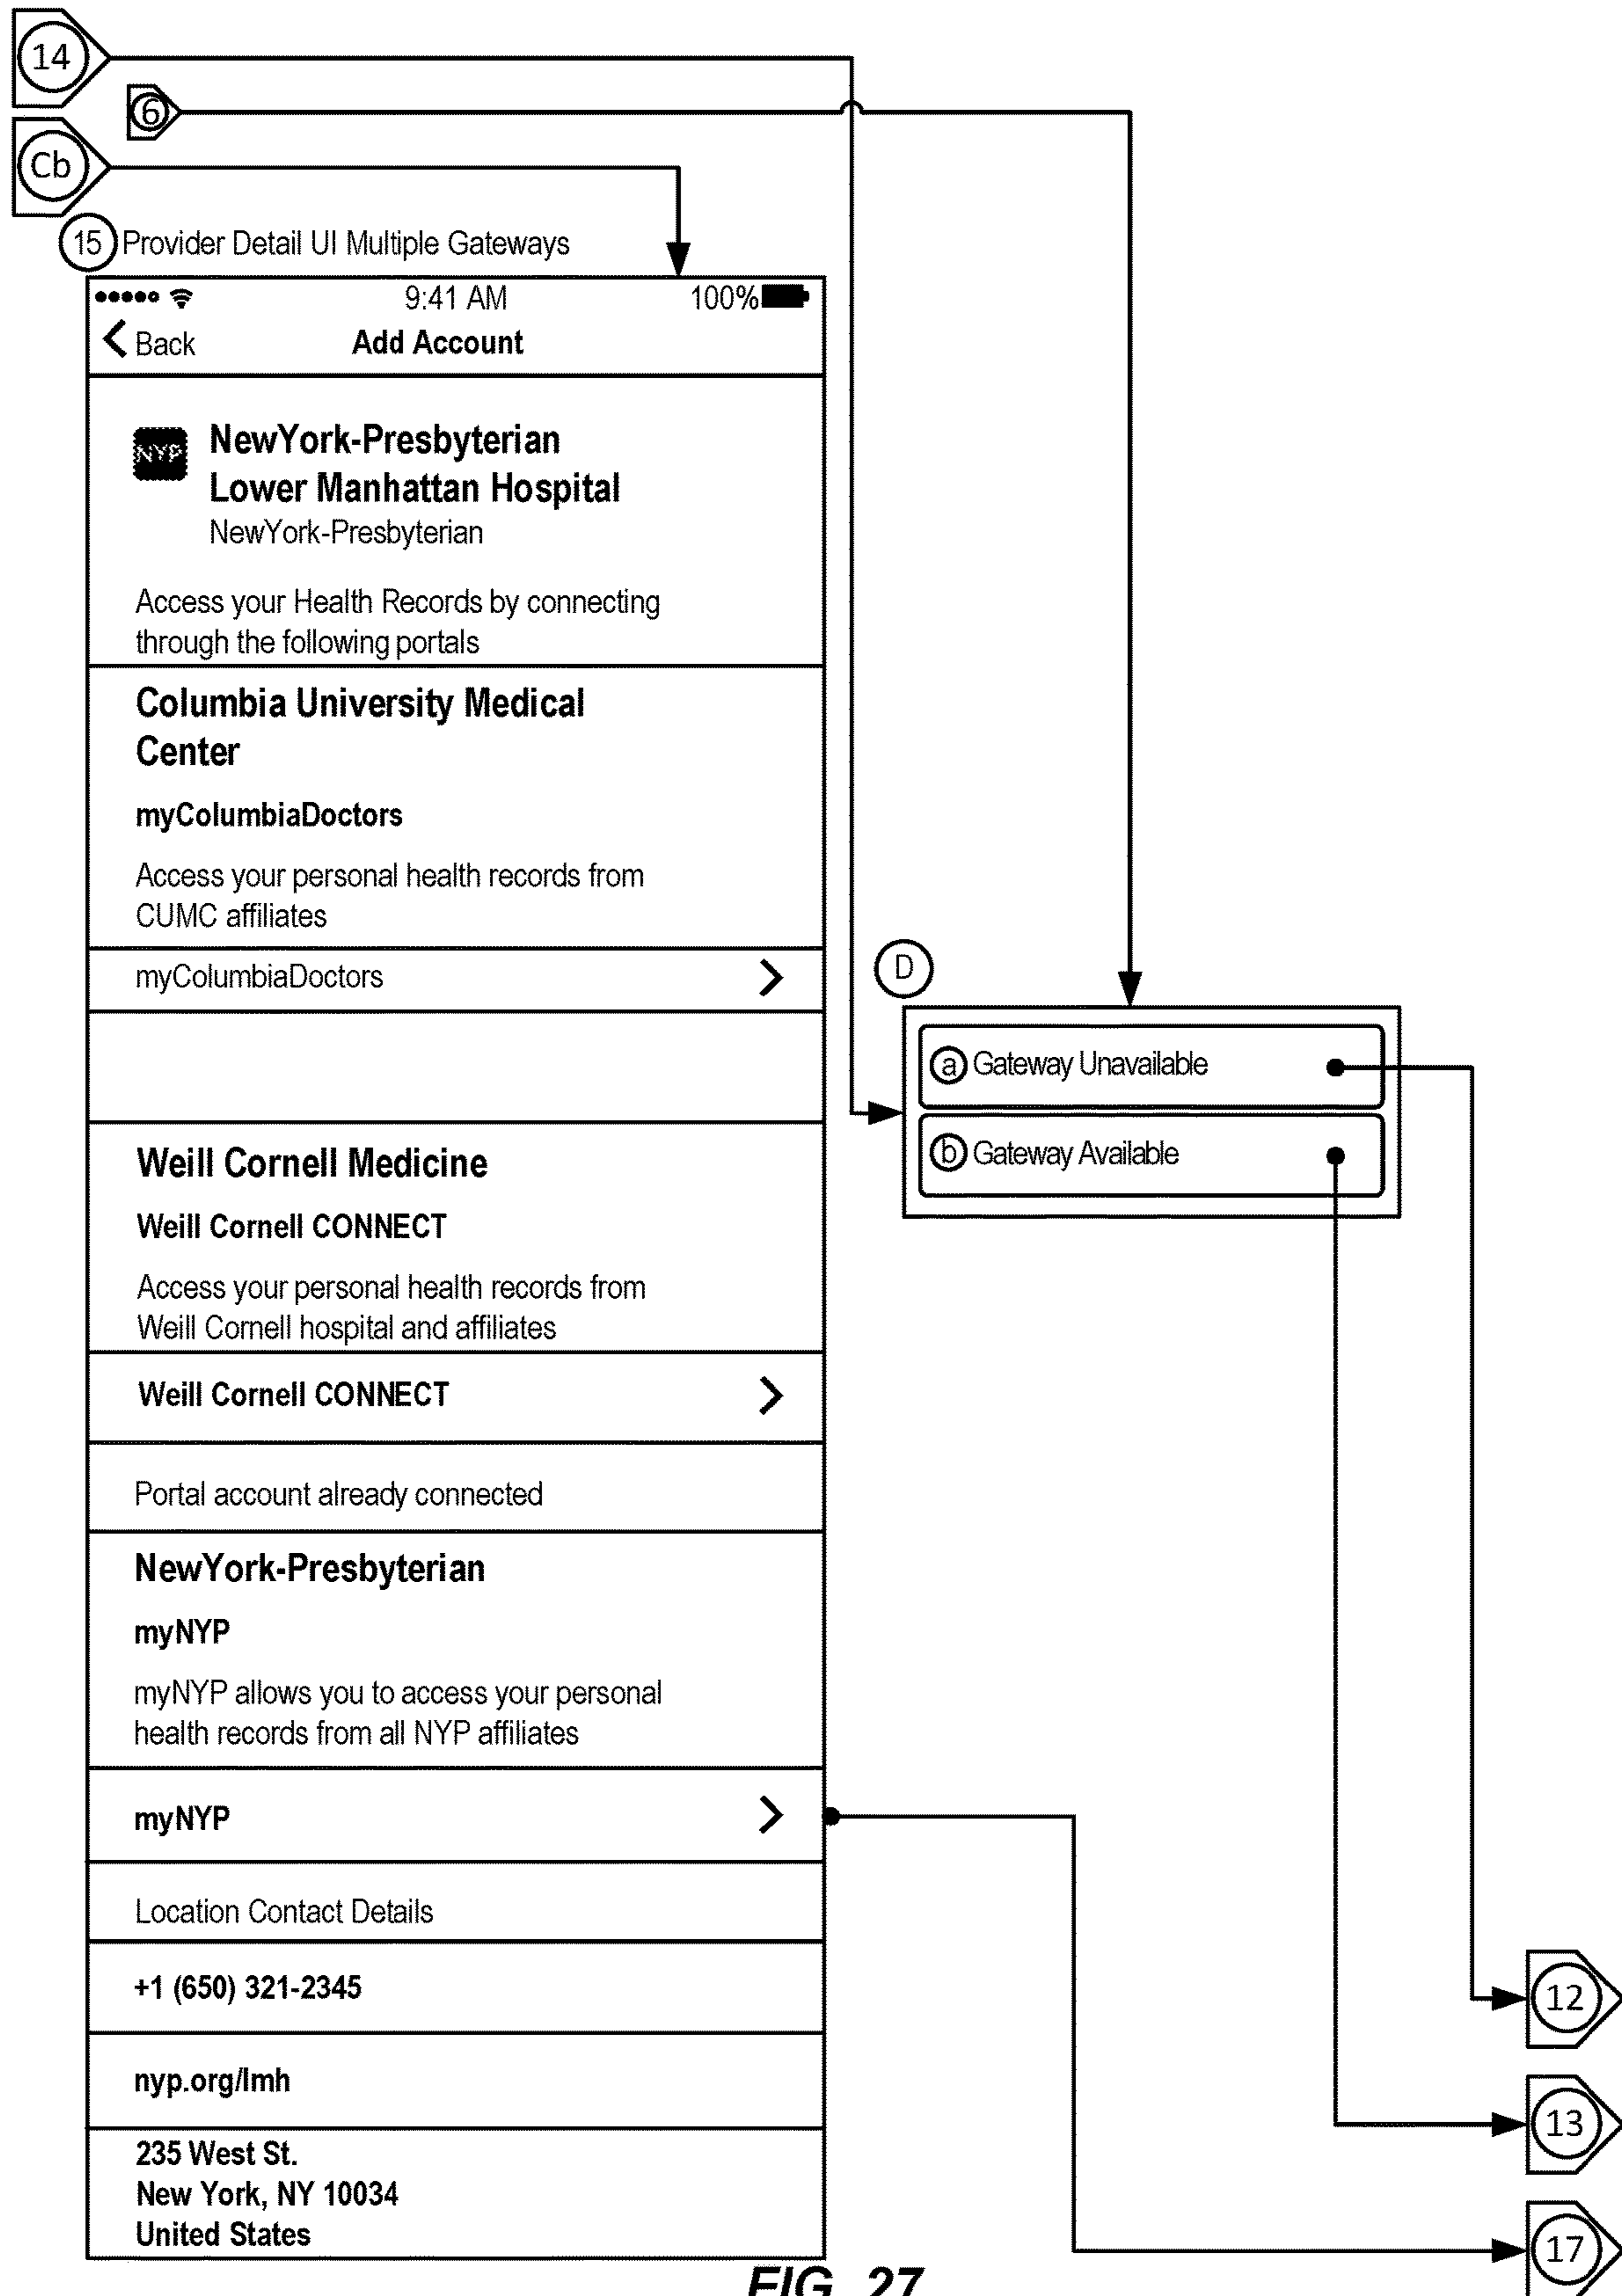 14
6
Cb
15 Provider Detail UI Multiple Gateways
9:41 AM 100%
Back Add Account
NYP
NewYork-Presbyterian
Lower Manhattan Hospital
NewYork-Presbyterian
Access your Health Records by connecting
through the following portals
Columbia University Medical
Center
myColumbiaDoctors
Access your personal health records from
CUMC affiliates
myColumbiaDoctors
Weill Cornell Medicine
Weill Cornell CONNECT
Access your personal health records from
Weill Cornell hospital and affiliates
Weill Cornell CONNECT
Portal account already connected
NewYork-Presbyterian
myNYP
myNYP allows you to access your personal
health records from all NYP affiliates
myNYP
Location Contact Details
+1 (650) 321-2345
nyp.org/lmh
235 West St.
New York, NY 10034
United States
D
a Gateway Unavailable
b Gateway Available
12
13
17
FIG. 27